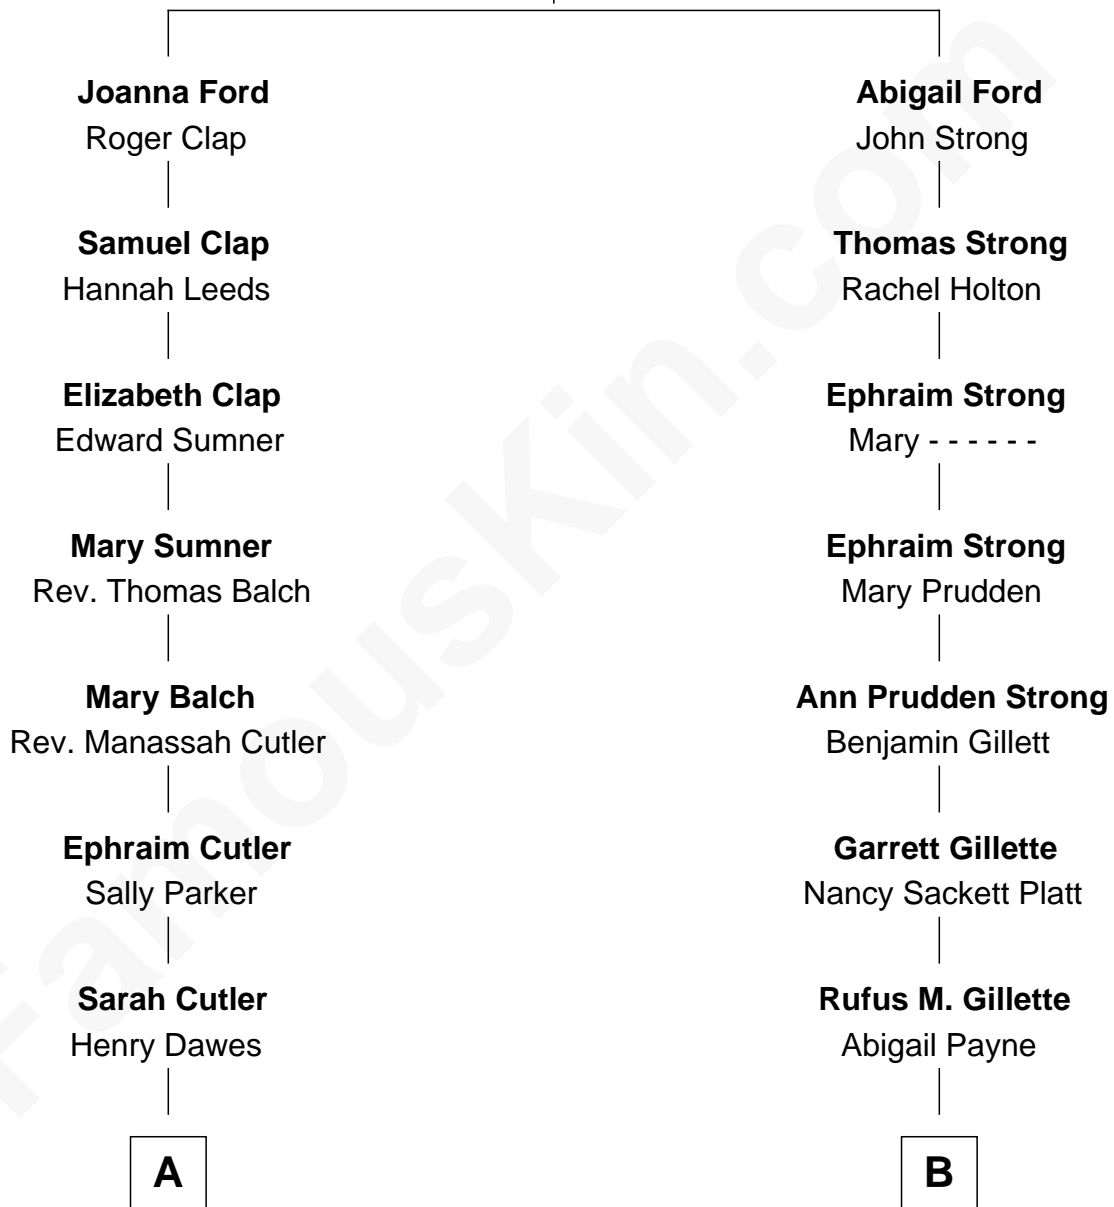 Joanna Ford
Roger Clap
Abigail Ford
John Strong
Samuel Clap
Hannah Leeds
Thomas Strong
Rachel Holton
Elizabeth Clap
Edward Sumner
Ephraim Strong
Mary - - - - - -
Mary Sumner
Rev. Thomas Balch
Ephraim Strong
Mary Prudden
Mary Balch
Rev. Manassah Cutler
Ann Prudden Strong
Benjamin Gillett
Ephraim Cutler
Sally Parker
Garrett Gillette
Nancy Sackett Platt
Sarah Cutler
Henry Dawes
Rufus M. Gillette
Abigail Payne
A
B
FamousKin.com